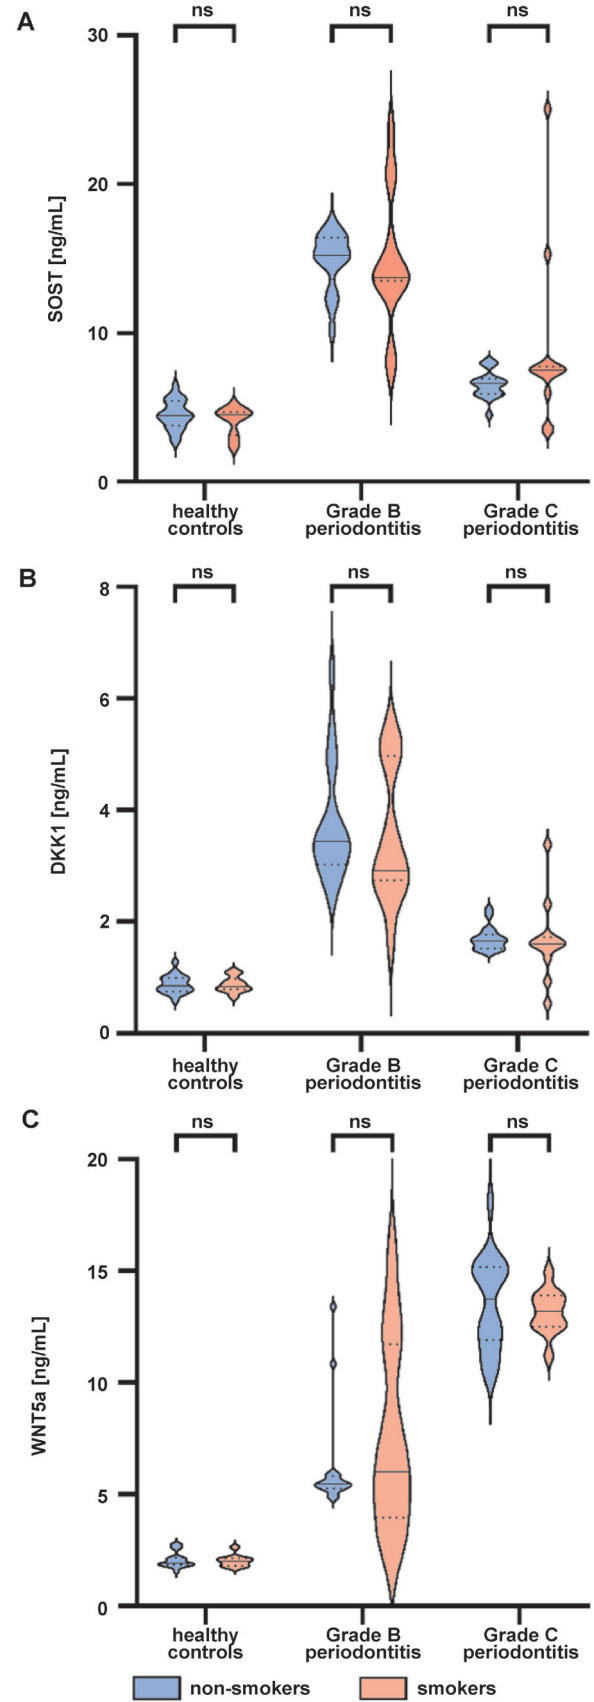 A
ns ns ns
30
20
10
0
SOST [ng/mL]
healthy controls
Grade B periodontitis
Grade C periodontitis
B
ns ns ns
8
6
4
2
0
DKK1 [ng/mL]
healthy controls
Grade B periodontitis
Grade C periodontitis
C
ns ns ns
20
15
10
5
0
WNT5a [ng/mL]
healthy controls
Grade B periodontitis
Grade C periodontitis
non-smokers smokers